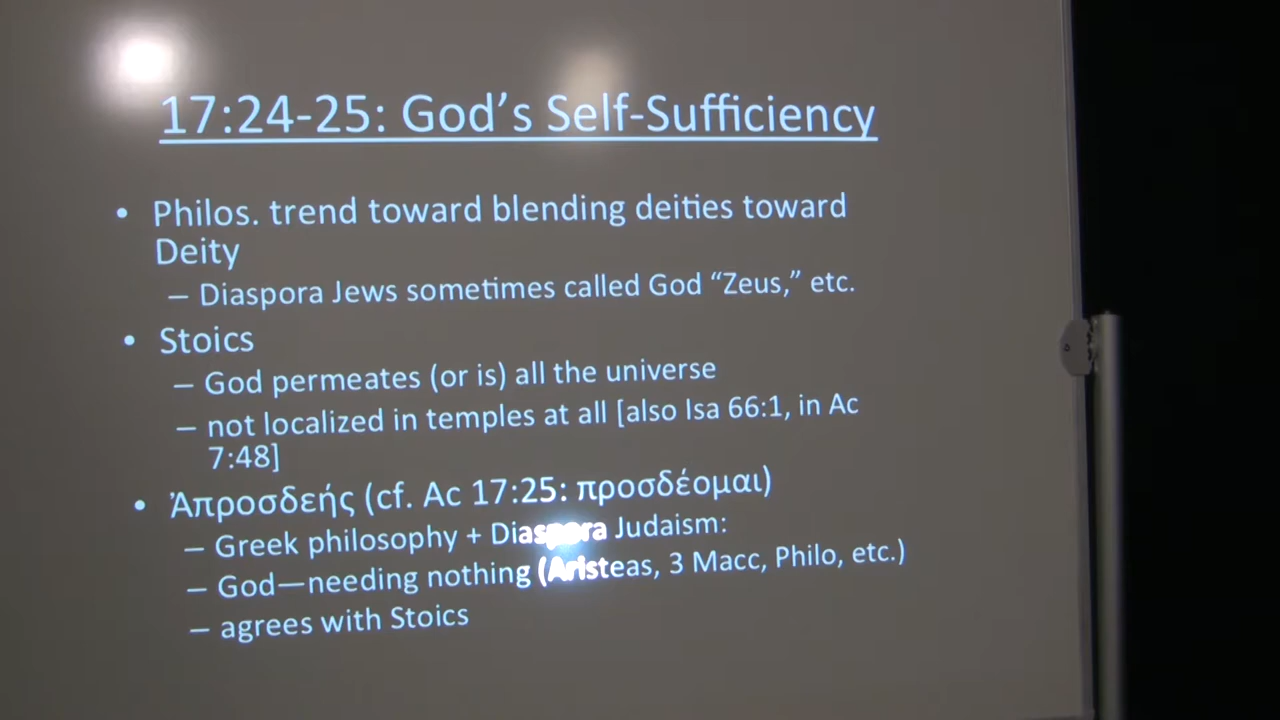 17:24-25: God’s Self-Sufficiency
• Philos. trend toward blending deities toward
Deity
– Diaspora Jews sometimes called God “Zeus,” etc.
• Stoics
– God permeates (or is) all the universe
– not localized in temples at all [also Isa 66:1, in Ac
7:48]
• Ἀπροσδεής (cf. Ac 17:25: προσδέομαι)
– Greek philosophy + Diaspora Judaism:
– God—needing nothing (Aristeas, 3 Macc, Philo, etc.)
– agrees with Stoics